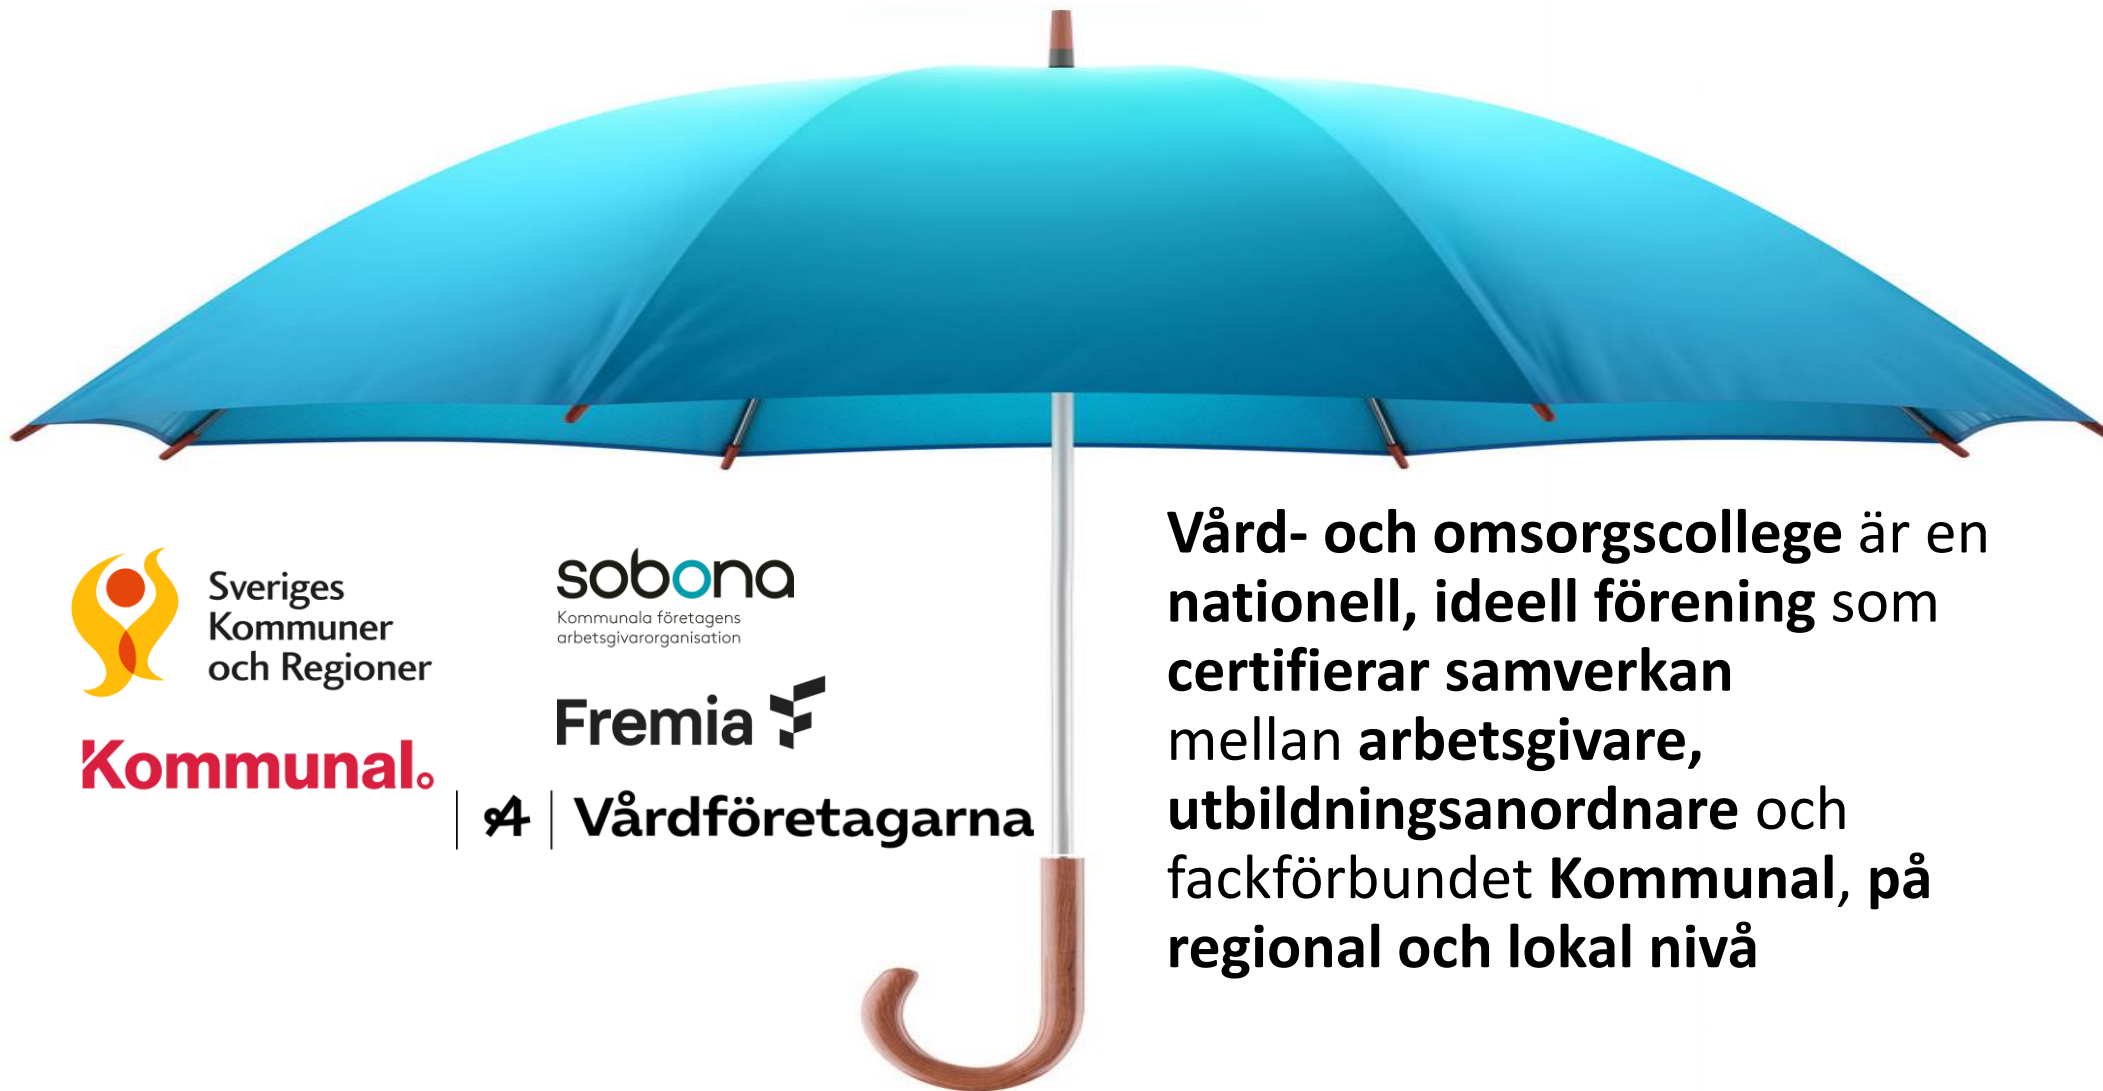 Sveriges
Kommuner
och Regioner
Kommunal
sobona
Kommunala företagens
arbetsgivarorganisation
Fremia
Vårdföretagarna
Vård- och omsorgscollege är en
nationell, ideell förening som
certifierar samverkan
mellan arbetsgivare,
utbildningsanordnare och
fackförbundet Kommunal, på
regional och lokal nivå